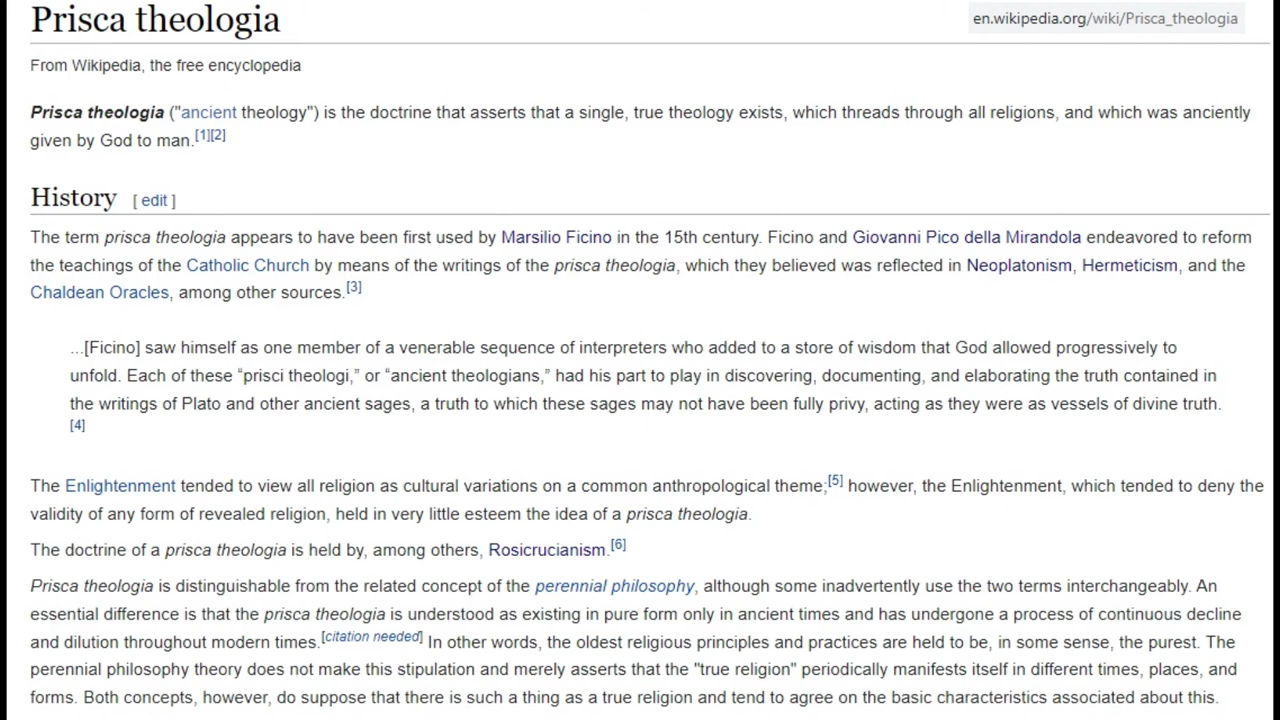 Prisca theologia
en.wikipedia.org/wiki/Prisca_theologia
From Wikipedia, the free encyclopedia
Prisca theologia ("ancient theology") is the doctrine that asserts that a single, true theology exists, which threads through all religions, and which was anciently
given by God to man.[1][2]
History [ edit ]
The term prisca theologia appears to have been first used by Marsilio Ficino in the 15th century. Ficino and Giovanni Pico della Mirandola endeavored to reform
the teachings of the Catholic Church by means of the writings of the prisca theologia, which they believed was reflected in Neoplatonism, Hermeticism, and the
Chaldean Oracles, among other sources.[3]
...[Ficino] saw himself as one member of a venerable sequence of interpreters who added to a store of wisdom that God allowed progressively to
unfold. Each of these “prisci theologi,” or “ancient theologians,” had his part to play in discovering, documenting, and elaborating the truth contained in
the writings of Plato and other ancient sages, a truth to which these sages may not have been fully privy, acting as they were as vessels of divine truth.
[4]
The Enlightenment tended to view all religion as cultural variations on a common anthropological theme;[5] however, the Enlightenment, which tended to deny the
validity of any form of revealed religion, held in very little esteem the idea of a prisca theologia.
The doctrine of a prisca theologia is held by, among others, Rosicrucianism.[6]
Prisca theologia is distinguishable from the related concept of the perennial philosophy, although some inadvertently use the two terms interchangeably. An
essential difference is that the prisca theologia is understood as existing in pure form only in ancient times and has undergone a process of continuous decline
and dilution throughout modern times.[citation needed] In other words, the oldest religious principles and practices are held to be, in some sense, the purest. The
perennial philosophy theory does not make this stipulation and merely asserts that the "true religion" periodically manifests itself in different times, places, and
forms. Both concepts, however, do suppose that there is such a thing as a true religion and tend to agree on the basic characteristics associated about this.